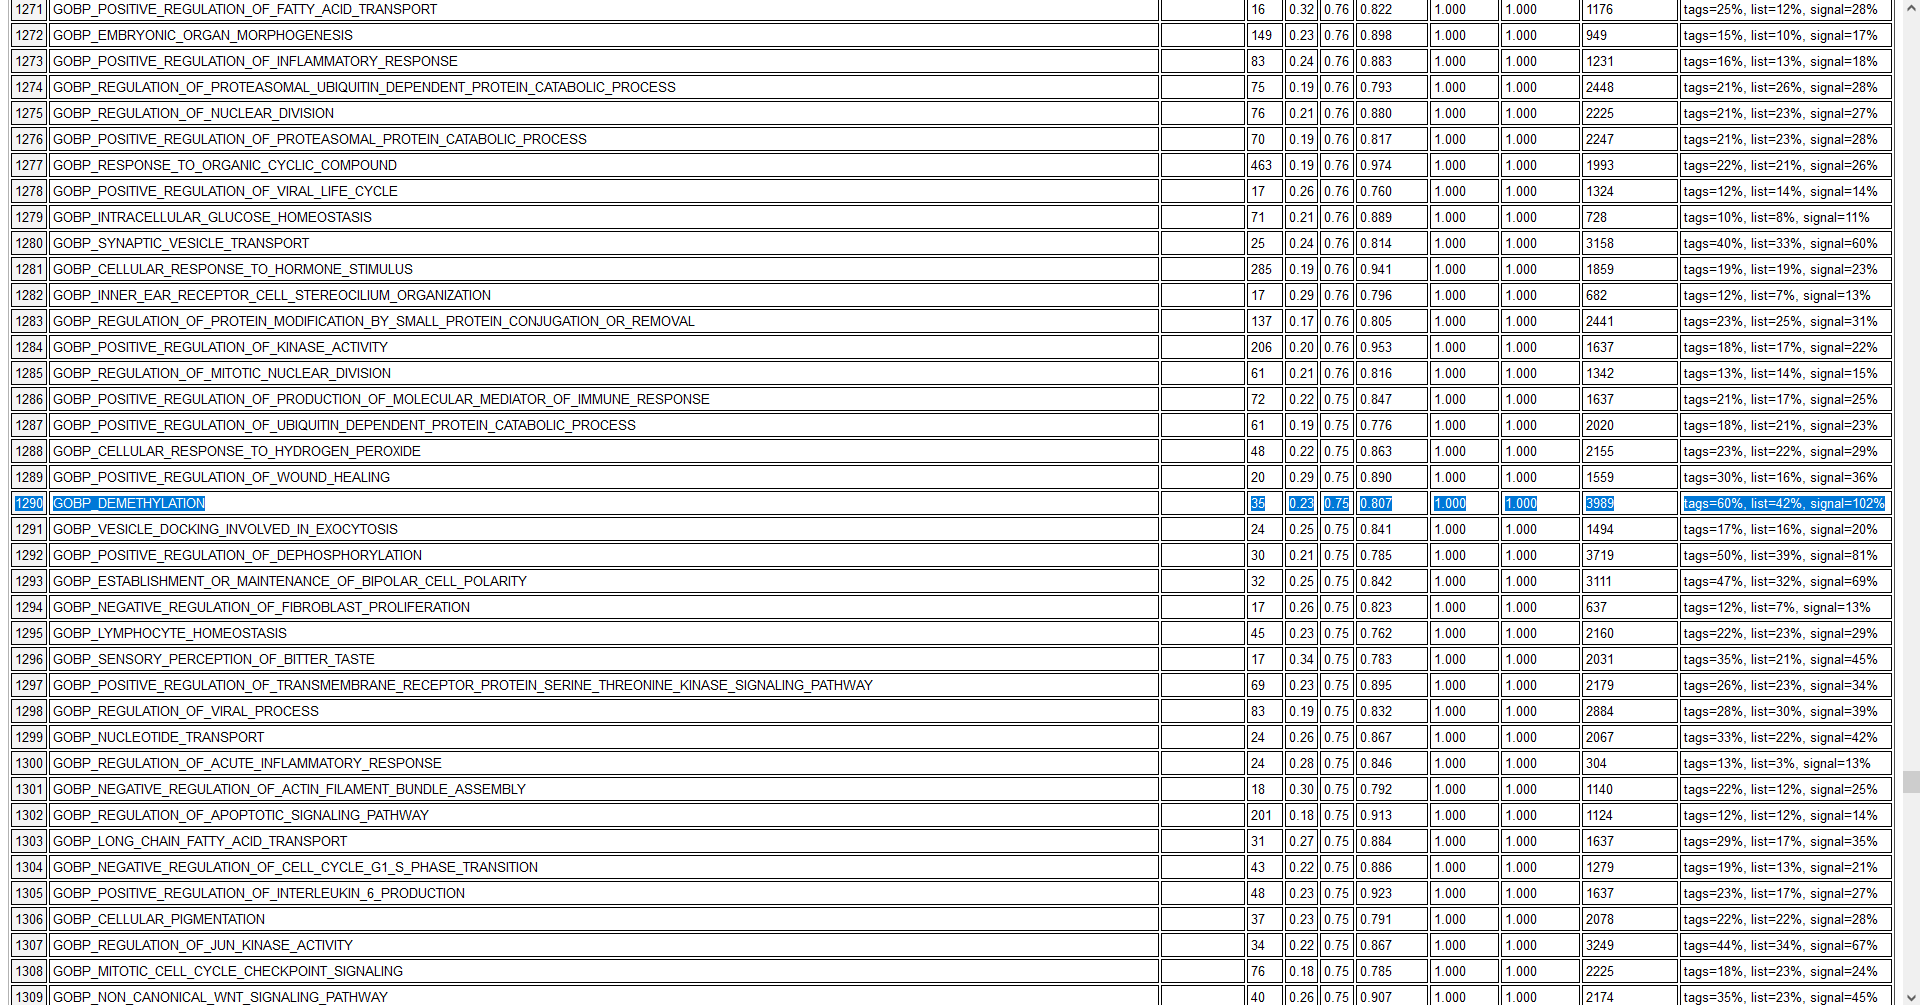 1271 GOBP_POSITIVE_REGULATION_OF_FATTY_ACID_TRANSPORT 16 0.32 0.76 0.822 1.000 1.000 1176 tags=25%, list=12%, signal=28%
1272 GOBP_EMBRYONIC_ORGAN_MORPHOGENESIS 149 0.23 0.76 0.898 1.000 1.000 949 tags=15%, list=10%, signal=17%
1273 GOBP_POSITIVE_REGULATION_OF_INFLAMMATORY_RESPONSE 83 0.24 0.76 0.883 1.000 1.000 1231 tags=16%, list=13%, signal=18%
1274 GOBP_REGULATION_OF_PROTEASOMAL_UBIQUITIN_DEPENDENT_PROTEIN_CATABOLIC_PROCESS 75 0.19 0.76 0.793 1.000 1.000 2448 tags=21%, list=26%, signal=28%
1275 GOBP_REGULATION_OF_NUCLEAR_DIVISION 76 0.21 0.76 0.880 1.000 1.000 2225 tags=21%, list=23%, signal=27%
1276 GOBP_POSITIVE_REGULATION_OF_PROTEASOMAL_PROTEIN_CATABOLIC_PROCESS 70 0.19 0.76 0.817 1.000 1.000 2247 tags=21%, list=23%, signal=28%
1277 GOBP_RESPONSE_TO_ORGANIC_CYCLIC_COMPOUND 463 0.19 0.76 0.974 1.000 1.000 1993 tags=22%, list=21%, signal=26%
1278 GOBP_POSITIVE_REGULATION_OF_VIRAL_LIFE_CYCLE 17 0.26 0.76 0.760 1.000 1.000 1324 tags=12%, list=14%, signal=14%
1279 GOBP_INTRACELLULAR_GLUCOSE_HOMEOSTASIS 71 0.21 0.76 0.889 1.000 1.000 728 tags=10%, list=8%, signal=11%
1280 GOBP_SYNAPTIC_VESICLE_TRANSPORT 25 0.24 0.76 0.814 1.000 1.000 3158 tags=40%, list=33%, signal=60%
1281 GOBP_CELLULAR_RESPONSE_TO_HORMONE_STIMULUS 285 0.19 0.76 0.941 1.000 1.000 1859 tags=19%, list=19%, signal=23%
1282 GOBP_INNER_EAR_RECEPTOR_CELL_STEREOCILIUM_ORGANIZATION 17 0.29 0.76 0.796 1.000 1.000 682 tags=12%, list=7%, signal=13%
1283 GOBP_REGULATION_OF_PROTEIN_MODIFICATION_BY_SMALL_PROTEIN_CONJUGATION_OR_REMOVAL 137 0.17 0.76 0.805 1.000 1.000 2441 tags=23%, list=25%, signal=31%
1284 GOBP_POSITIVE_REGULATION_OF_KINASE_ACTIVITY 206 0.20 0.76 0.953 1.000 1.000 1637 tags=18%, list=17%, signal=22%
1285 GOBP_REGULATION_OF_MITOTIC_NUCLEAR_DIVISION 61 0.21 0.76 0.816 1.000 1.000 1342 tags=13%, list=14%, signal=15%
1286 GOBP_POSITIVE_REGULATION_OF_PRODUCTION_OF_MOLECULAR_MEDIATOR_OF_IMMUNE_RESPONSE 72 0.22 0.75 0.847 1.000 1.000 1637 tags=21%, list=17%, signal=25%
1287 GOBP_POSITIVE_REGULATION_OF_UBIQUITIN_DEPENDENT_PROTEIN_CATABOLIC_PROCESS 61 0.19 0.75 0.776 1.000 1.000 2020 tags=18%, list=21%, signal=23%
1288 GOBP_CELLULAR_RESPONSE_TO_HYDROGEN_PEROXIDE 48 0.22 0.75 0.863 1.000 1.000 2155 tags=23%, list=22%, signal=29%
1289 GOBP_POSITIVE_REGULATION_OF_WOUND_HEALING 20 0.29 0.75 0.890 1.000 1.000 1559 tags=30%, list=16%, signal=36%
1290 GOBP_DEMETHYLATION 35 0.23 0.75 0.807 1.000 1.000 3989 tags=60%, list=42%, signal=102%
1291 GOBP_VESICLE_DOCKING_INVOLVED_IN_EXOCYTOSIS 24 0.25 0.75 0.841 1.000 1.000 1494 tags=17%, list=16%, signal=20%
1292 GOBP_POSITIVE_REGULATION_OF_DEPHOSPHORYLATION 30 0.21 0.75 0.785 1.000 1.000 3719 tags=50%, list=39%, signal=81%
1293 GOBP_ESTABLISHMENT_OR_MAINTENANCE_OF_BIPOLAR_CELL_POLARITY 32 0.25 0.75 0.842 1.000 1.000 3111 tags=47%, list=32%, signal=69%
1294 GOBP_NEGATIVE_REGULATION_OF_FIBROBLAST_PROLIFERATION 17 0.26 0.75 0.823 1.000 1.000 637 tags=12%, list=7%, signal=13%
1295 GOBP_LYMPHOCYTE_HOMEOSTASIS 45 0.23 0.75 0.762 1.000 1.000 2160 tags=22%, list=23%, signal=29%
1296 GOBP_SENSORY_PERCEPTION_OF_BITTER_TASTE 17 0.34 0.75 0.783 1.000 1.000 2031 tags=35%, list=21%, signal=45%
1297 GOBP_POSITIVE_REGULATION_OF_TRANSMEMBRANE_RECEPTOR_PROTEIN_SERINE_THREONINE_KINASE_SIGNALING_PATHWAY 69 0.23 0.75 0.895 1.000 1.000 2179 tags=26%, list=23%, signal=34%
1298 GOBP_REGULATION_OF_VIRAL_PROCESS 83 0.19 0.75 0.832 1.000 1.000 2884 tags=28%, list=30%, signal=39%
1299 GOBP_NUCLEOTIDE_TRANSPORT 24 0.26 0.75 0.867 1.000 1.000 2067 tags=33%, list=22%, signal=42%
1300 GOBP_REGULATION_OF_ACUTE_INFLAMMATORY_RESPONSE 24 0.28 0.75 0.846 1.000 1.000 304 tags=13%, list=3%, signal=13%
1301 GOBP_NEGATIVE_REGULATION_OF_ACTIN_FILAMENT_BUNDLE_ASSEMBLY 18 0.30 0.75 0.792 1.000 1.000 1140 tags=22%, list=12%, signal=25%
1302 GOBP_REGULATION_OF_APOPTOTIC_SIGNALING_PATHWAY 201 0.18 0.75 0.913 1.000 1.000 1124 tags=12%, list=12%, signal=14%
1303 GOBP_LONG_CHAIN_FATTY_ACID_TRANSPORT 31 0.27 0.75 0.884 1.000 1.000 1637 tags=29%, list=17%, signal=35%
1304 GOBP_NEGATIVE_REGULATION_OF_CELL_CYCLE_G1_S_PHASE_TRANSITION 43 0.22 0.75 0.886 1.000 1.000 1279 tags=19%, list=13%, signal=21%
1305 GOBP_POSITIVE_REGULATION_OF_INTERLEUKIN_6_PRODUCTION 48 0.23 0.75 0.923 1.000 1.000 1637 tags=23%, list=17%, signal=27%
1306 GOBP_CELLULAR_PIGMENTATION 37 0.23 0.75 0.791 1.000 1.000 2078 tags=22%, list=22%, signal=28%
1307 GOBP_REGULATION_OF_JUN_KINASE_ACTIVITY 34 0.22 0.75 0.867 1.000 1.000 3249 tags=44%, list=34%, signal=67%
1308 GOBP_MITOTIC_CELL_CYCLE_CHECKPOINT_SIGNALING 76 0.18 0.75 0.785 1.000 1.000 2225 tags=18%, list=23%, signal=24%
1309 GOBP_NON_CANONICAL_WNT_SIGNALING_PATHWAY 40 0.26 0.75 0.907 1.000 1.000 2174 tags=35%, list=23%, signal=45%